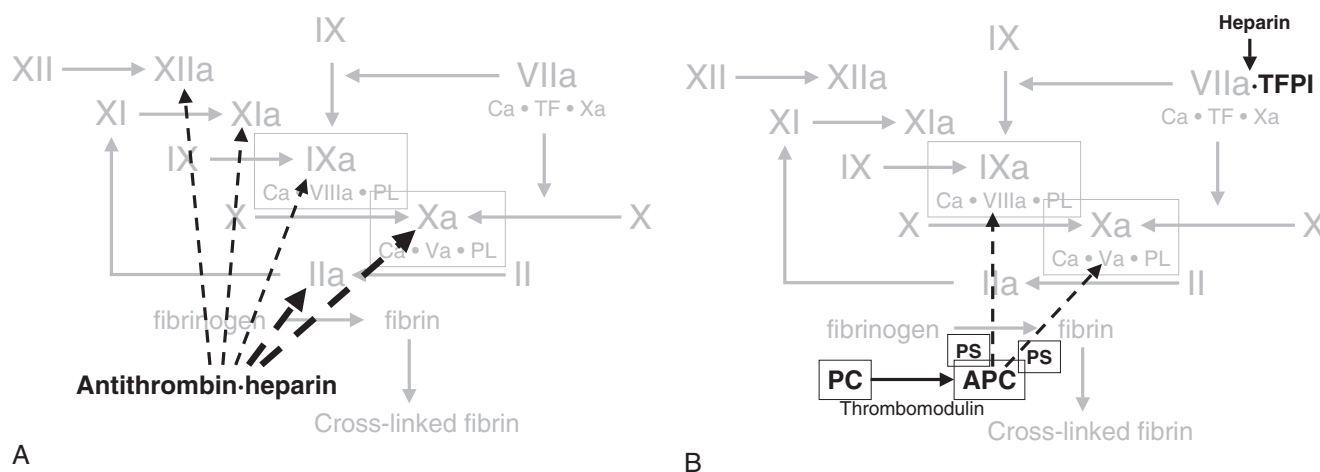 IX
XII XIIa VIIa
Ca • TF • Xa
XI XIa
IX IXa
Ca • VIIIa • PL
X Xa X
Ca • Va • PL
IIa II
fibrinogen fibrin
Antithrombin·heparin
Cross-linked fibrin
A
Heparin
IX
XII XIIa VIIa·TFPI
Ca • TF • Xa
XI XIa
IX IXa
Ca • VIIIa • PL
X Xa X
Ca • Va • PL
IIa II
fibrinogen fibrin
PS PS
PC APC
Thrombomodulin
Cross-linked fibrin
B